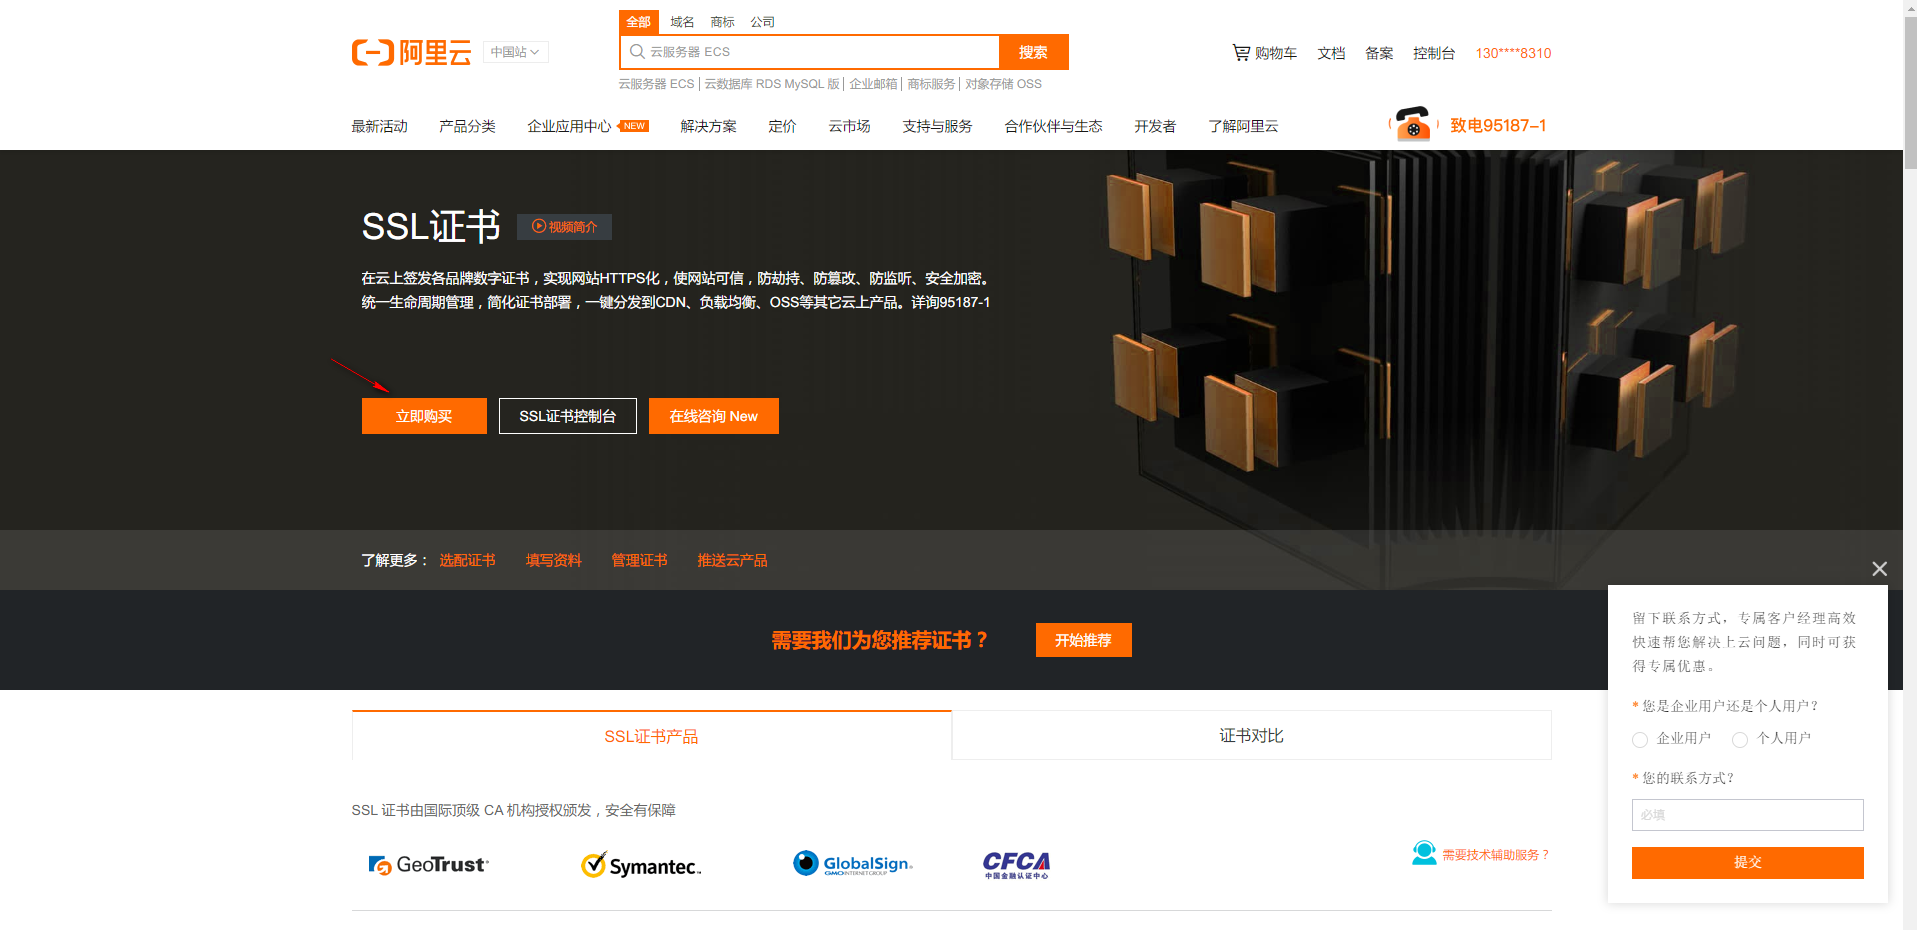 全部 域名 商标 公司
阿里云 中国站 云服务器 ECS 搜索 购物车 文档 备案 控制台 130****8310
云服务器 ECS 云数据库 RDS MySQL 版 企业邮箱 商标服务 对象存储 OSS
最新活动 产品分类 企业应用中心 NEW 解决方案 定价 云市场 支持与服务 合作伙伴与生态 开发者 了解阿里云 致电95187-1
SSL证书 视频简介
在云上签发各品牌数字证书，实现网站HTTPS化，使网站可信，防劫持、防篡改、防监听、安全加密。
统一生命周期管理，简化证书部署，一键分发到CDN、负载均衡、OSS等其它云上产品。详询95187-1
立即购买 SSL证书控制台 在线咨询 New
了解更多： 选配证书 填写资料 管理证书 推送云产品
需要我们为您推荐证书？ 开始推荐
SSL证书产品 证书对比
SSL 证书由国际顶级 CA 机构授权颁发，安全有保障
GeoTrust Symantec. GlobalSign. CFCA 需要技术辅助服务？
GMO INTERNET GROUP 中国金融认证中心
留下联系方式，专属客户经理高效
快速帮您解决上云问题，同时可获
得专属优惠。
*您是企业用户还是个人用户？
企业用户 个人用户
*您的联系方式？
必填
提交